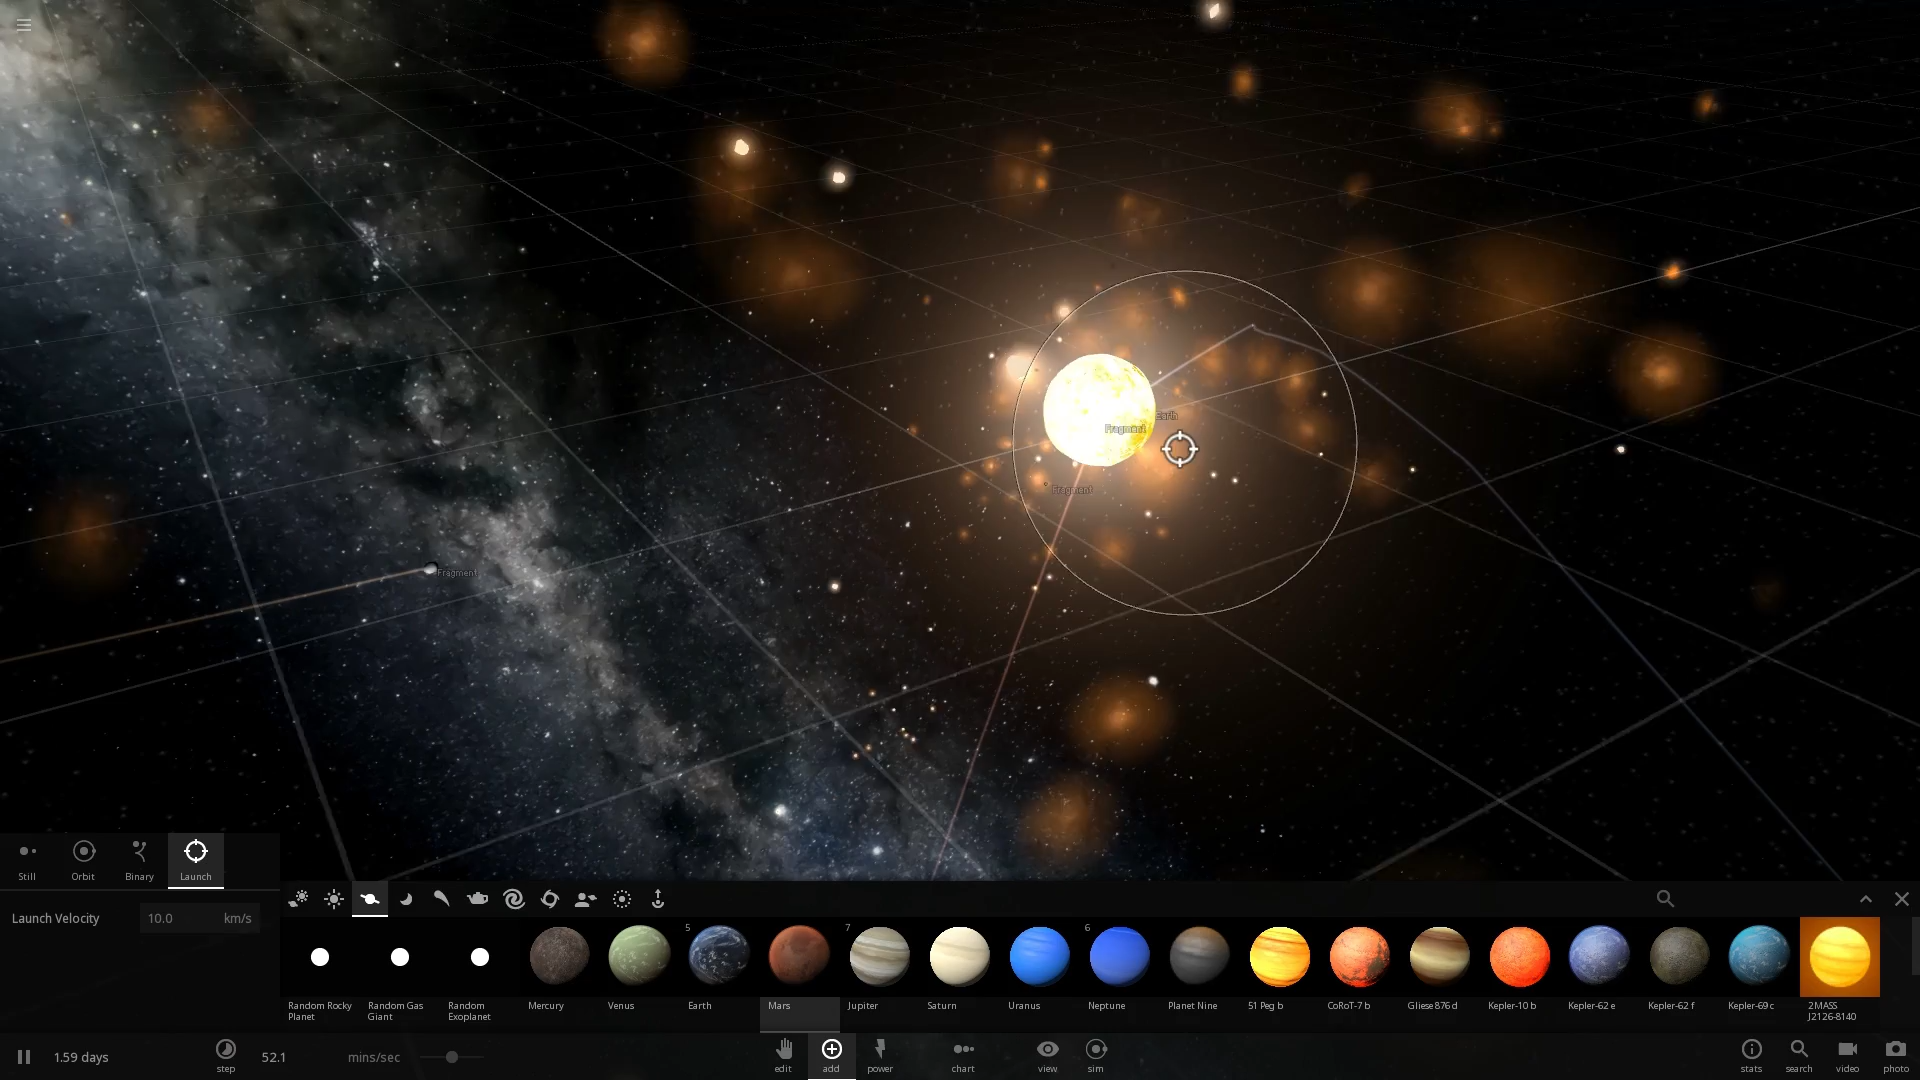 Earth
Fragment
Fragment
Fragment
Still
Orbit
Binary
Launch
Launch Velocity
10.0 km/s
5
7
6
Random Rocky Planet
Random Gas Giant
Random Exoplanet
Mercury
Venus
Earth
Mars
Jupiter
Saturn
Uranus
Neptune
Planet Nine
51 Peg b
CoRoT-7 b
Gliese 876 d
Kepler-10 b
Kepler-62 e
Kepler-62 f
Kepler-69 c
2MASS J2126-8140
1.59 days
step
52.1
mins/sec
edit
add
power
chart
view
sim
stats
search
video
photo